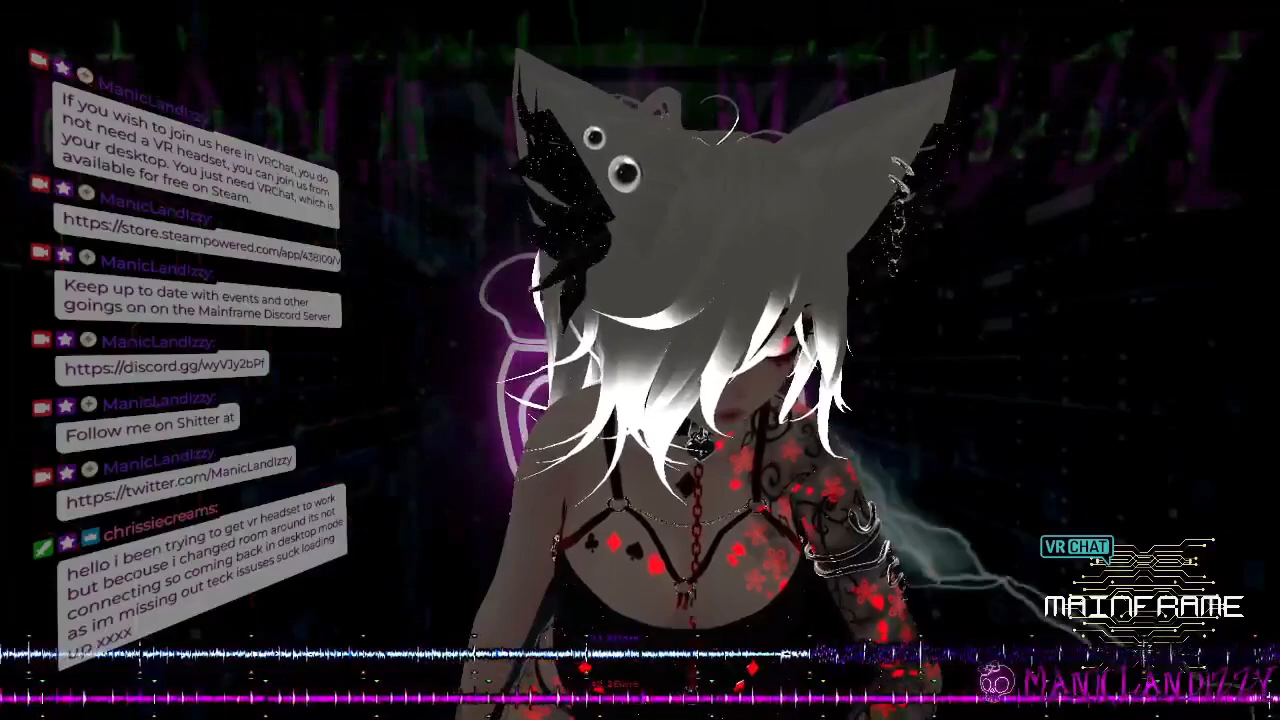 ManicLandIzzy:
If you wish to join us here in VRChat, you do
not need a VR headset, you can join us from
your desktop. You just need VRChat, which is
available for free on Steam.
ManicLandIzzy:
https://store.steampowered.com/app/438100/V
ManicLandIzzy:
Keep up to date with events and other
goings on on the Mainframe Discord Server
ManicLandIzzy:
https://discord.gg/wyVJy2bPf
ManicLandIzzy:
Follow me on Shitter at
ManicLandIzzy:
https://twitter.com/ManicLandIzzy
chrissiecreams:
hello i been trying to get vr headset to work
but becouse i changed room around its not
connecting so coming back in desktop mode
as im missing out teck issuses suck loading
up xxxx
VRCHAT
MAINFRAME
MANICLANDIZZY